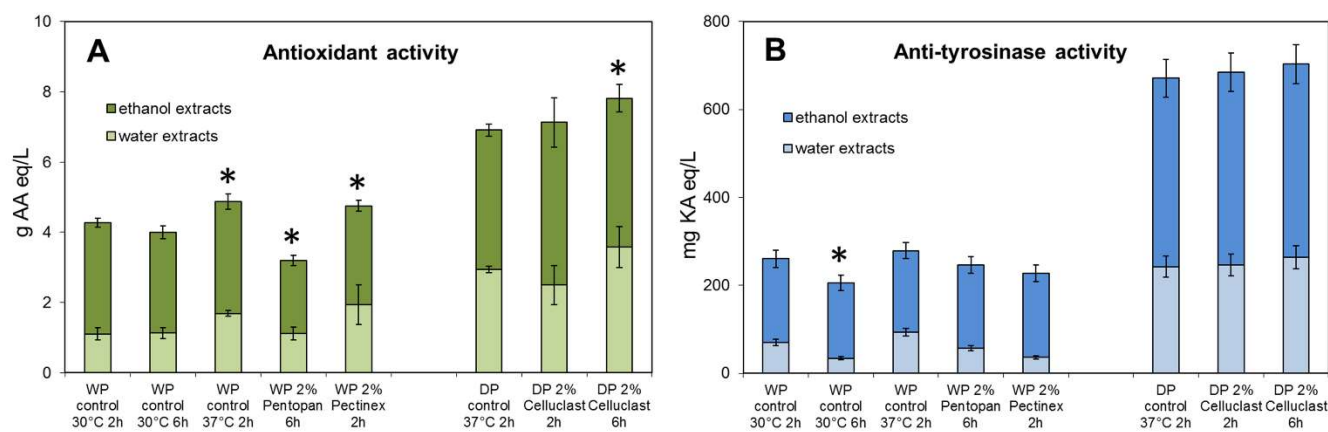 A
Antioxidant activity
ethanol extracts
water extracts
g AA eq/L
10
8
6
4
2
0
*
*
*
*
WP control 30°C 2h
WP control 30°C 6h
WP control 37°C 2h
WP 2% Pentopan 6h
WP 2% Pectinex 2h
DP control 37°C 2h
DP 2% Celluclast 2h
DP 2% Celluclast 6h
B
Anti-tyrosinase activity
ethanol extracts
water extracts
mg KA eq/L
800
600
400
200
0
*
WP control 30°C 2h
WP control 30°C 6h
WP control 37°C 2h
WP 2% Pentopan 6h
WP 2% Pectinex 2h
DP control 37°C 2h
DP 2% Celluclast 2h
DP 2% Celluclast 6h